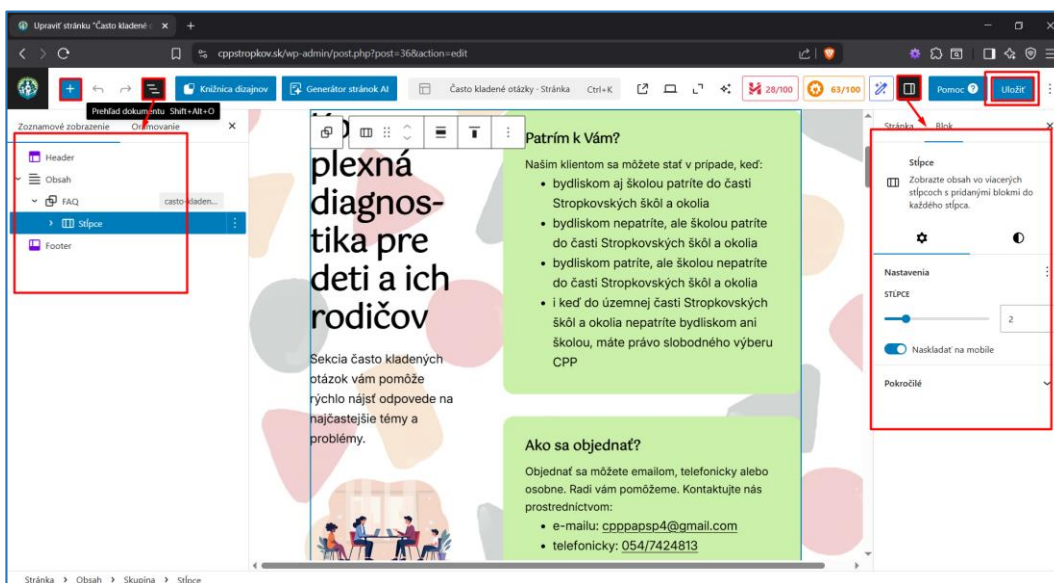 Upraviť stránku "Často kladené o
cppstropkov.sk/wp-admin/post.php?post=36&action=edit
Knižnica dizajnov
Generátor stránok AI
Často kladené otázky - Stránka Ctrl+K
28/100
63/100
Pomoc
Uložiť
Prehľad dokumentu Shift+Alt+O
Zoznamové zobrazenie
Header
Obsah
FAQ
casto-kladen...
Stĺpce
Footer
plexná
diagnos-
tika pre
deti a ich
rodičov
Sekcia často kladených
otázok vám pomôže
rýchlo nájsť odpovede na
najčastejšie témy a
problémy.
Patrím k Vám?
Našim klientom sa môžete stať v prípade, keď:
• bydliskom aj školou patríte do časti
Stropkovských škôl a okolia
• bydliskom nepatríte, ale školou patríte
do časti Stropkovských škôl a okolia
• bydliskom patríte, ale školou nepatríte
do časti Stropkovských škôl a okolia
• i keď do územnej časti Stropkovských
škôl a okolia nepatríte bydliskom ani
školou, máte právo slobodného výberu
CPP
Ako sa objednať?
Objednať sa môžete emailom, telefonicky alebo
osobne. Radi vám pomôžeme. Kontaktujte nás
prostredníctvom:
• e-mailu: cpppapsp4@gmail.com
• telefonicky: 054/7424813
Stránka Blok
Stĺpce
Zobrazte obsah vo viacerých
stĺpcoch s pridanými blokmi do
každého stĺpca.
Nastavenia
STĹPCE
2
Naskladať na mobile
Pokročilé
Stránka > Obsah > Skupina > Stĺpce